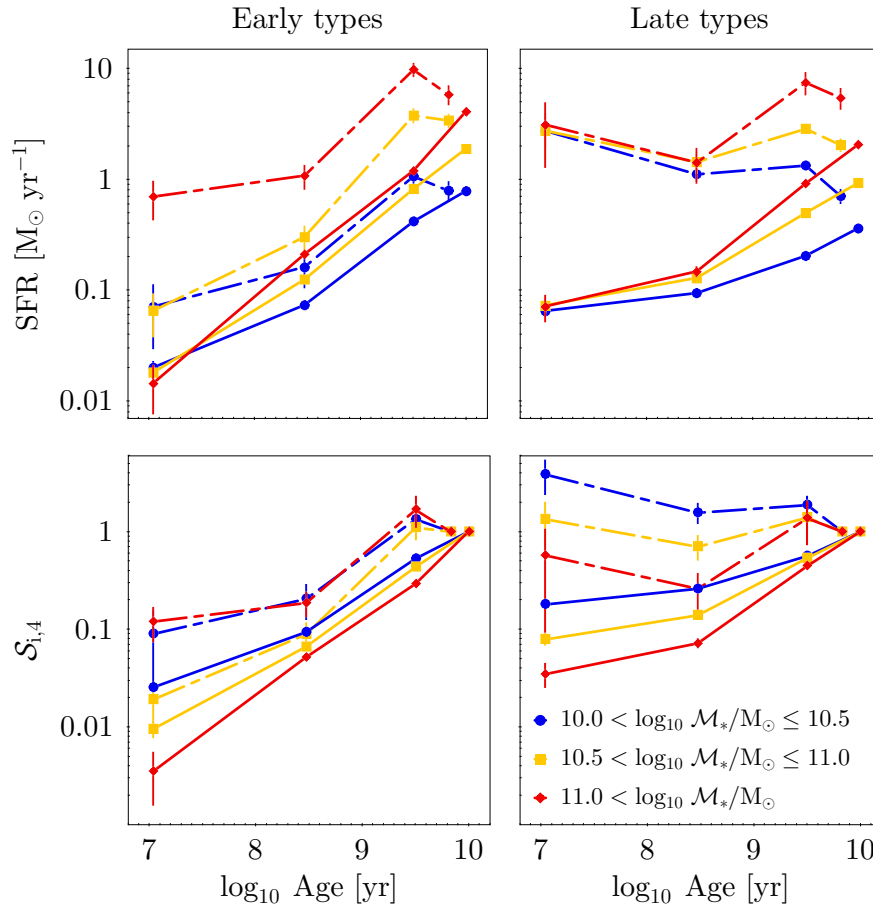 Early types
Late types
10
1
0.1
0.01
SFR [M⊙ yr⁻¹]
1
0.1
0.01
𝒮i,4
10.0 < log₁₀ ℳ*/M⊙ ≤ 10.5
10.5 < log₁₀ ℳ*/M⊙ ≤ 11.0
11.0 < log₁₀ ℳ*/M⊙
7 8 9 10
7 8 9 10
log₁₀ Age [yr]
log₁₀ Age [yr]